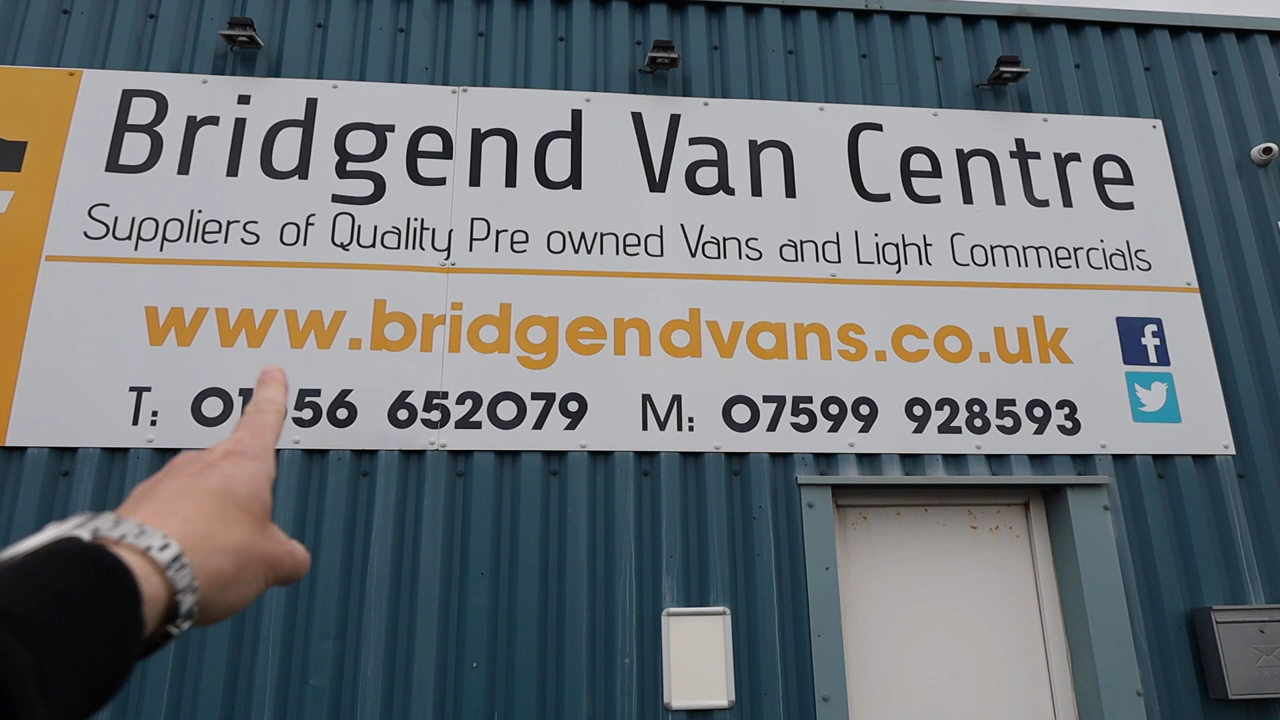 Bridgend Van Centre
Suppliers of Quality Pre owned Vans and Light Commercials
www.bridgendvans.co.uk
T: 652079 M: 07599 928593